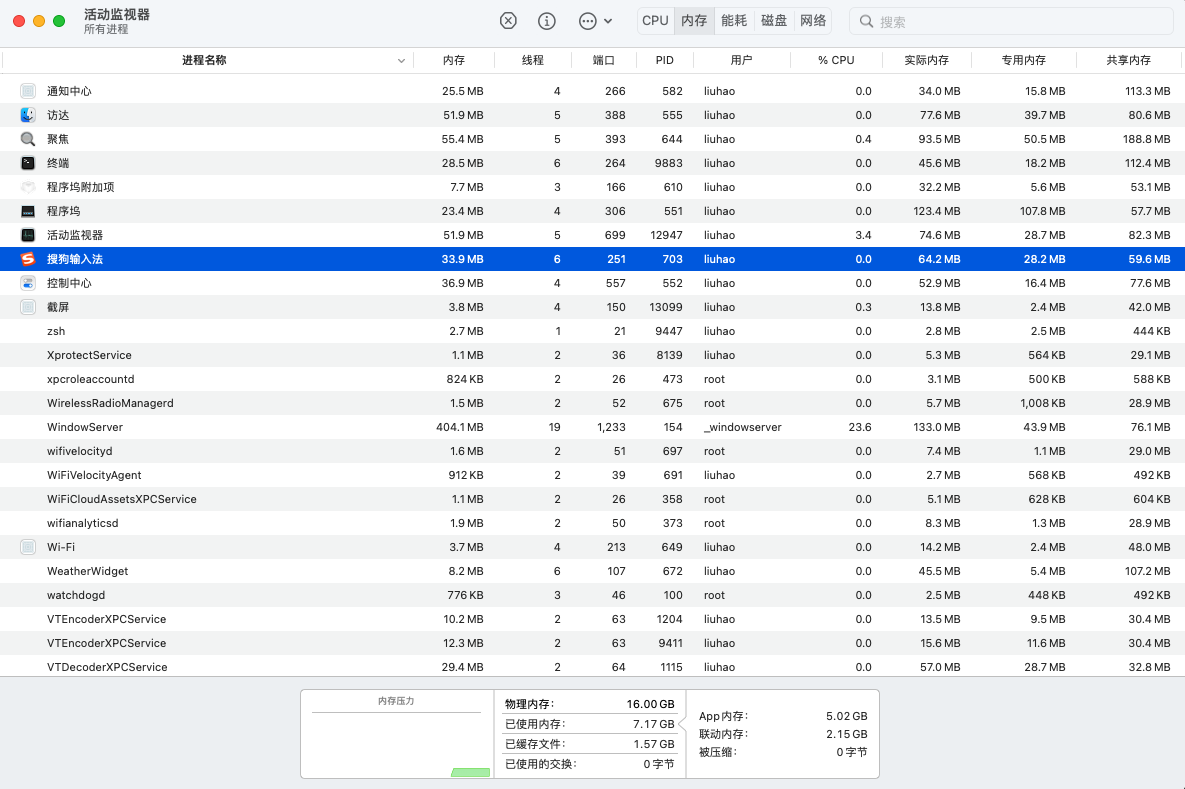 活动监视器
所有进程
CPU 内存 能耗 磁盘 网络 搜索
进程名称 内存 线程 端口 PID 用户 % CPU 实际内存 专用内存 共享内存
通知中心 25.5 MB 4 266 582 liuhao 0.0 34.0 MB 15.8 MB 113.3 MB
访达 51.9 MB 5 388 555 liuhao 0.0 77.6 MB 39.7 MB 80.6 MB
聚焦 55.4 MB 5 393 644 liuhao 0.4 93.5 MB 50.5 MB 188.8 MB
终端 28.5 MB 6 264 9883 liuhao 0.0 45.6 MB 18.2 MB 112.4 MB
程序坞附加项 7.7 MB 3 166 610 liuhao 0.0 32.2 MB 5.6 MB 53.1 MB
程序坞 23.4 MB 4 306 551 liuhao 0.0 123.4 MB 107.8 MB 57.7 MB
活动监视器 51.9 MB 5 699 12947 liuhao 3.4 74.6 MB 28.7 MB 82.3 MB
搜狗输入法 33.9 MB 6 251 703 liuhao 0.0 64.2 MB 28.2 MB 59.6 MB
控制中心 36.9 MB 4 557 552 liuhao 0.0 52.9 MB 16.4 MB 77.6 MB
截屏 3.8 MB 4 150 13099 liuhao 0.3 13.8 MB 2.4 MB 42.0 MB
zsh 2.7 MB 1 21 9447 liuhao 0.0 2.8 MB 2.5 MB 444 KB
XprotectService 1.1 MB 2 36 8139 liuhao 0.0 5.3 MB 564 KB 29.1 MB
xpcroleaccountd 824 KB 2 26 473 root 0.0 3.1 MB 500 KB 588 KB
WirelessRadioManagerd 1.5 MB 2 52 675 root 0.0 5.7 MB 1,008 KB 28.9 MB
WindowServer 404.1 MB 19 1,233 154 _windowserver 23.6 133.0 MB 43.9 MB 76.1 MB
wifivelocityd 1.6 MB 2 51 697 root 0.0 7.4 MB 1.1 MB 29.0 MB
WiFiVelocityAgent 912 KB 2 39 691 liuhao 0.0 2.7 MB 568 KB 492 KB
WiFiCloudAssetsXPCService 1.1 MB 2 26 358 root 0.0 5.1 MB 628 KB 604 KB
wifianalyticsd 1.9 MB 2 50 373 root 0.0 8.3 MB 1.3 MB 28.9 MB
Wi-Fi 3.7 MB 4 213 649 liuhao 0.0 14.2 MB 2.4 MB 48.0 MB
WeatherWidget 8.2 MB 6 107 672 liuhao 0.0 45.5 MB 5.4 MB 107.2 MB
watchdogd 776 KB 3 46 100 root 0.0 2.5 MB 448 KB 492 KB
VTEncoderXPCService 10.2 MB 2 63 1204 liuhao 0.0 13.5 MB 9.5 MB 30.4 MB
VTEncoderXPCService 12.3 MB 2 63 9411 liuhao 0.0 15.6 MB 11.6 MB 30.4 MB
VTDecoderXPCService 29.4 MB 2 64 1115 liuhao 0.0 57.0 MB 28.7 MB 32.8 MB
内存压力
物理内存： 16.00 GB
已使用内存： 7.17 GB
已缓存文件： 1.57 GB
已使用的交换： 0 字节
App 内存： 5.02 GB
联动内存： 2.15 GB
被压缩： 0 字节